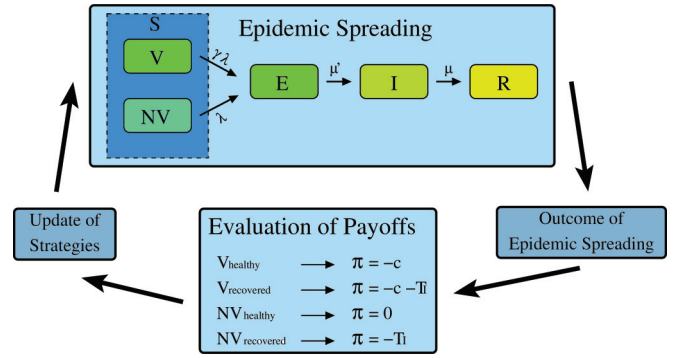 S
Epidemic Spreading
V
γλ
NV
λ
E
μ'
I
μ
R
Update of
Strategies
Outcome of
Epidemic Spreading
Evaluation of Payoffs
Vhealthy → π = −c
Vrecovered → π = −c −Ti
NVhealthy → π = 0
NVrecovered → π = −Ti